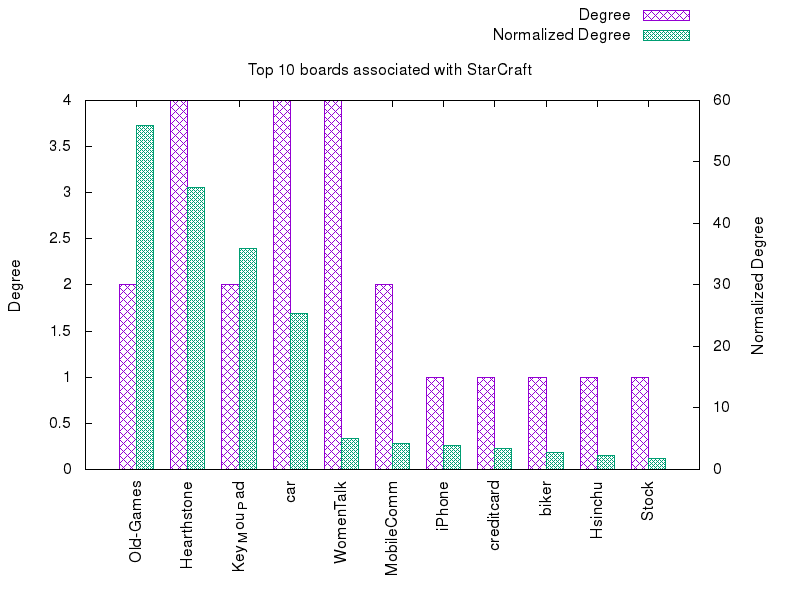 Degree
Normalized Degree
Top 10 boards associated with StarCraft
4
3.5
3
2.5
2
1.5
1
0.5
0
Degree
60
50
40
30
20
10
0
Normalized Degree
Old-Games
Hearthstone
KeyMouPad
car
WomenTalk
MobileComm
iPhone
creditcard
biker
Hsinchu
Stock